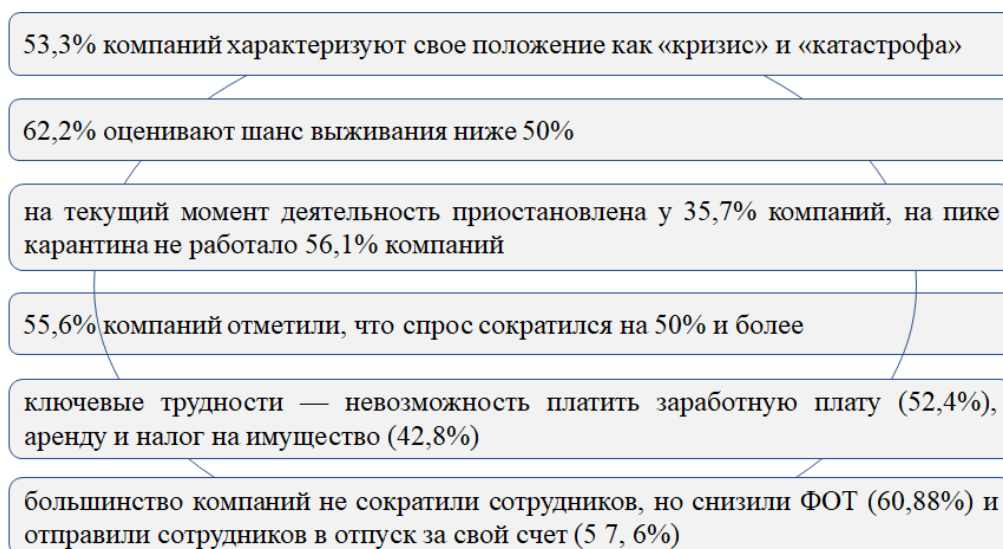 53,3% компаний характеризуют свое положение как «кризис» и «катастрофа»
62,2% оценивают шанс выживания ниже 50%
на текущий момент деятельность приостановлена у 35,7% компаний, на пике
карантина не работало 56,1% компаний
55,6% компаний отметили, что спрос сократился на 50% и более
ключевые трудности — невозможность платить заработную плату (52,4%),
аренду и налог на имущество (42,8%)
большинство компаний не сократили сотрудников, но снизили ФОТ (60,88%) и
отправили сотрудников в отпуск за свой счет (5 7, 6%)